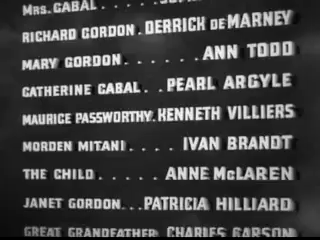 MRS. CABAL
RICHARD GORDON . DERRICK DE MARNEY
MARY GORDON . . . . . . ANN TODD
CATHERINE CABAL . . PEARL ARGYLE
MAURICE PASSWORTHY. KENNETH VILLIERS
MORDEN MITANI . . . . IVAN BRANDT
THE CHILD . . . . . ANNE McLAREN
JANET GORDON. . . PATRICIA HILLIARD
GREAT GRANDFATHER CHARLES CARSON